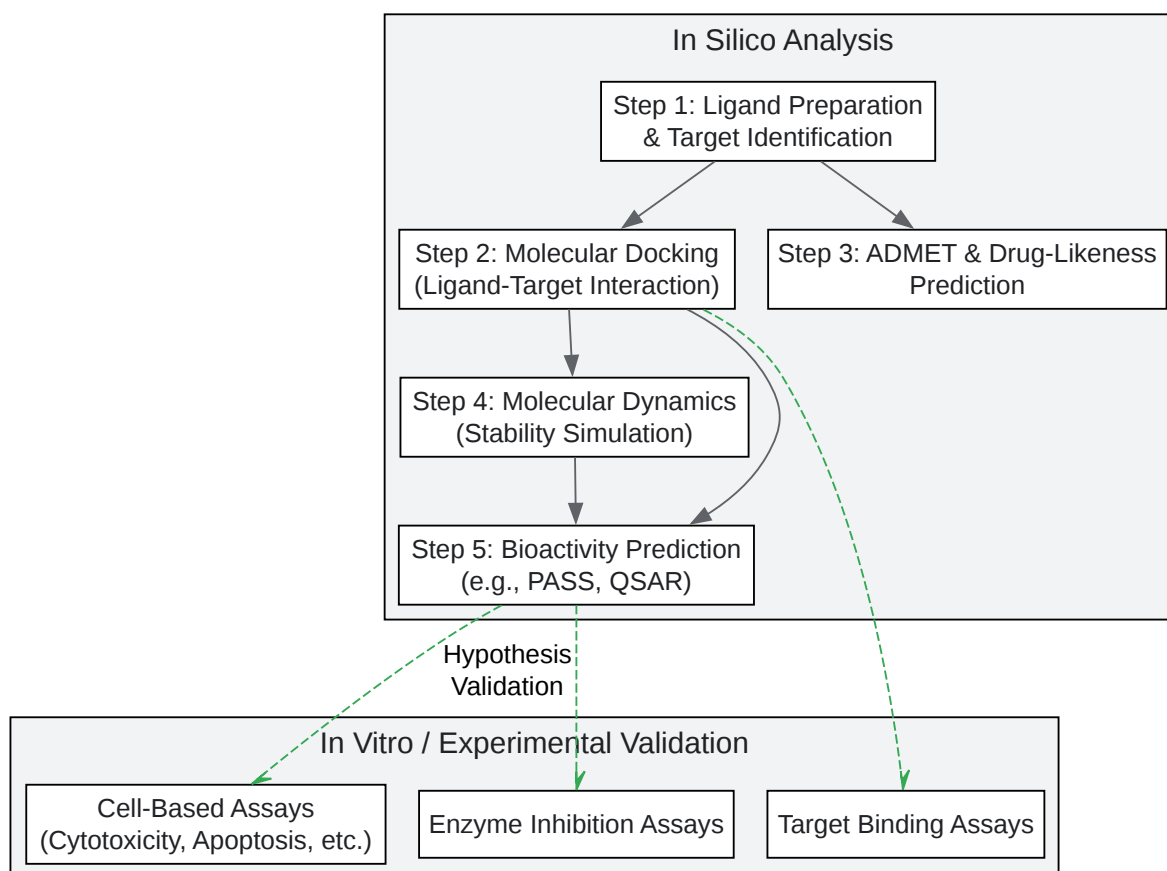 In Silico Analysis
Step 1: Ligand Preparation
& Target Identification
Step 2: Molecular Docking
(Ligand-Target Interaction)
Step 3: ADMET & Drug-Likeness
Prediction
Step 4: Molecular Dynamics
(Stability Simulation)
Step 5: Bioactivity Prediction
(e.g., PASS, QSAR)
Hypothesis
Validation
In Vitro / Experimental Validation
Cell-Based Assays
(Cytotoxicity, Apoptosis, etc.)
Enzyme Inhibition Assays
Target Binding Assays